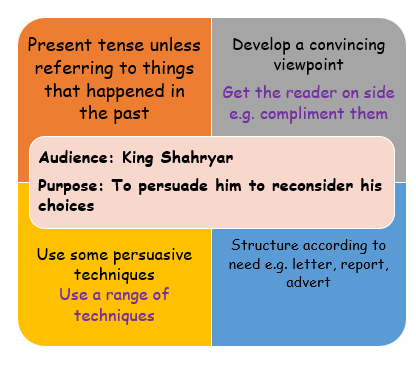 Present tense unless
referring to things
that happened in
the past
Develop a convincing
viewpoint
Get the reader on side
e.g. compliment them
Audience: King Shahryar
Purpose: To persuade him to reconsider his
choices
Use some persuasive
techniques
Use a range of
techniques
Structure according to
need e.g. letter, report,
advert